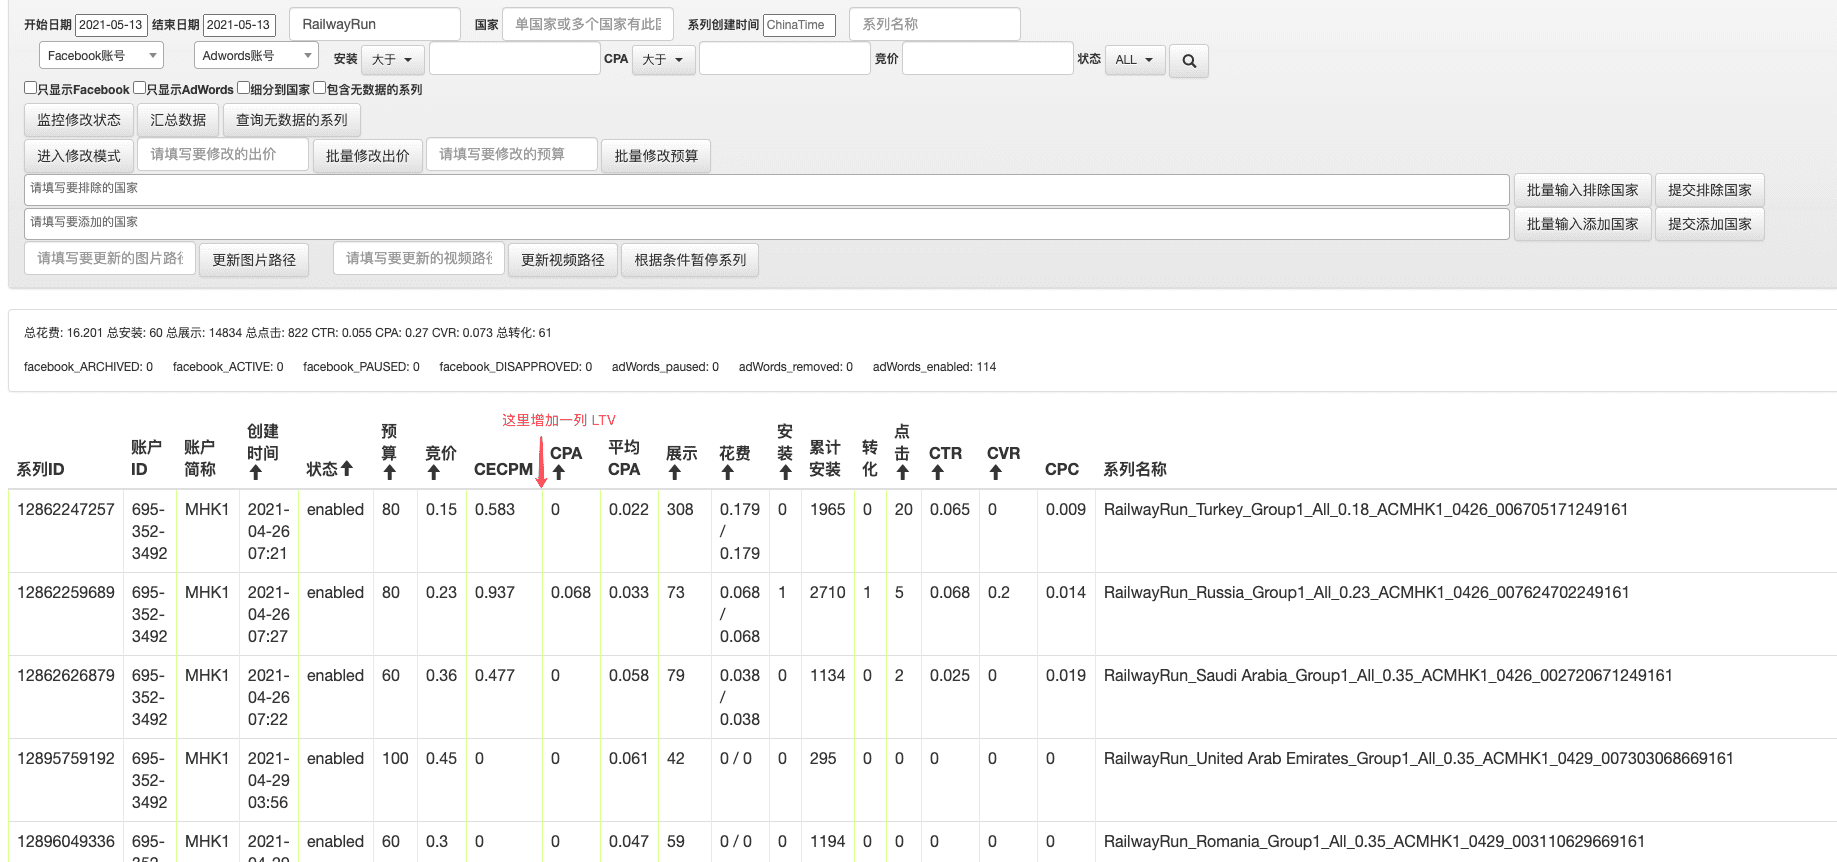 开始日期 2021-05-13 结束日期 2021-05-13 RailwayRun 国家 单国家或多个国家有此 系列创建时间 ChinaTime 系列名称
Facebook账号 Adwords账号 安装 大于 CPA 大于 竞价 状态 ALL
只显示Facebook 只显示AdWords 细分到国家 包含无数据的系列
监控修改状态 汇总数据 查询无数据的系列
进入修改模式 请填写要修改的出价 批量修改出价 请填写要修改的预算 批量修改预算
请填写要排除的国家 批量输入排除国家 提交排除国家
请填写要添加的国家 批量输入添加国家 提交添加国家
请填写要更新的图片路径 更新图片路径 请填写要更新的视频路径 更新视频路径 根据条件暂停系列
总花费: 16.201 总安装: 60 总展示: 14834 总点击: 822 CTR: 0.055 CPA: 0.27 CVR: 0.073 总转化: 61
facebook_ARCHIVED: 0 facebook_ACTIVE: 0 facebook_PAUSED: 0 facebook_DISAPPROVED: 0 adWords_paused: 0 adWords_removed: 0 adWords_enabled: 114
这里增加一列 LTV
系列ID 账户ID 账户简称 创建时间 状态 预算 竞价 CECPM CPA 平均CPA 展示 花费 安装 累计安装 转化 点击 CTR CVR CPC 系列名称
12862247257 695-352-3492 MHK1 2021-04-26 07:21 enabled 80 0.15 0.583 0 0.022 308 0.179 / 0.179 0 1965 0 20 0.065 0 0.009 RailwayRun_Turkey_Group1_All_0.18_ACMHK1_0426_006705171249161
12862259689 695-352-3492 MHK1 2021-04-26 07:27 enabled 80 0.23 0.937 0.068 0.033 73 0.068 / 0.068 1 2710 1 5 0.068 0.2 0.014 RailwayRun_Russia_Group1_All_0.23_ACMHK1_0426_007624702249161
12862626879 695-352-3492 MHK1 2021-04-26 07:22 enabled 60 0.36 0.477 0 0.058 79 0.038 / 0.038 0 1134 0 2 0.025 0 0.019 RailwayRun_Saudi Arabia_Group1_All_0.35_ACMHK1_0426_002720671249161
12895759192 695-352-3492 MHK1 2021-04-29 03:56 enabled 100 0.45 0 0 0.061 42 0 / 0 0 295 0 0 0 0 0 RailwayRun_United Arab Emirates_Group1_All_0.35_ACMHK1_0429_007303068669161
12896049336 695- MHK1 2021- enabled 60 0.3 0 0 0.047 59 0 / 0 0 1194 0 0 0 0 0 RailwayRun_Romania_Group1_All_0.35_ACMHK1_0429_003110629669161